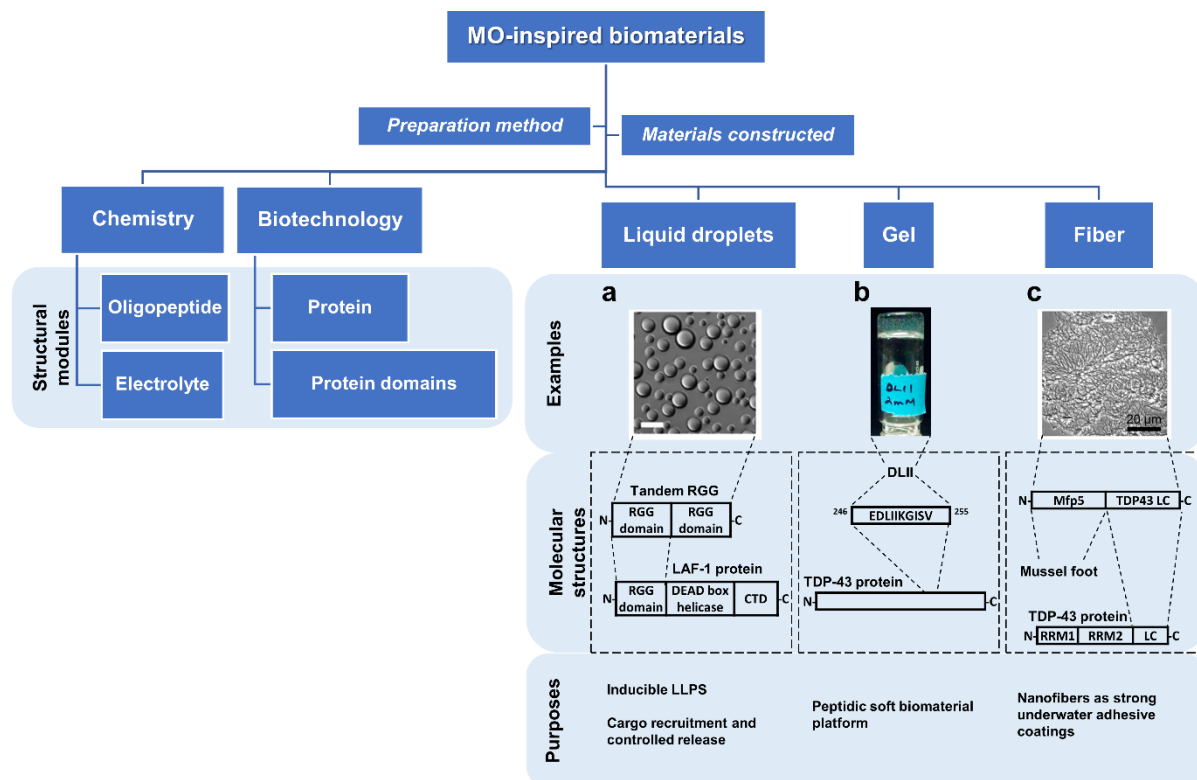 MO-inspired biomaterials
Preparation method
Materials constructed
Chemistry
Biotechnology
Liquid droplets
Gel
Fiber
Structural
modules
Oligopeptide
Electrolyte
Protein
Protein domains
Examples
a
b
c
DLII
2mM
20 µm
Molecular
structures
Tandem RGG
N-
RGG
domain
RGG
domain
-C
LAF-1 protein
N-
RGG
domain
DEAD box
helicase
CTD
-C
DLII
246
EDLIIKGISV
255
TDP-43 protein
N-
-C
N-
Mfp5
TDP43 LC
-C
Mussel foot
TDP-43 protein
N-
RRM1
RRM2
LC
-C
Purposes
Inducible LLPS
Cargo recruitment and
controlled release
Peptidic soft biomaterial
platform
Nanofibers as strong
underwater adhesive
coatings